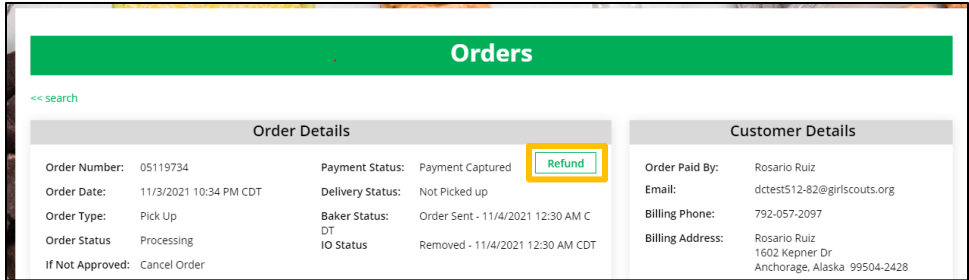 Orders
<< search
Order Details
Order Number: 05119734
Payment Status: Payment Captured
Refund
Order Date: 11/3/2021 10:34 PM CDT
Delivery Status: Not Picked up
Order Type: Pick Up
Baker Status: Order Sent - 11/4/2021 12:30 AM C
DT
Order Status Processing
IO Status Removed - 11/4/2021 12:30 AM CDT
If Not Approved: Cancel Order
Customer Details
Order Paid By: Rosario Ruiz
Email: dctest512-82@girlscouts.org
Billing Phone: 792-057-2097
Billing Address: Rosario Ruiz
1602 Kepner Dr
Anchorage, Alaska 99504-2428